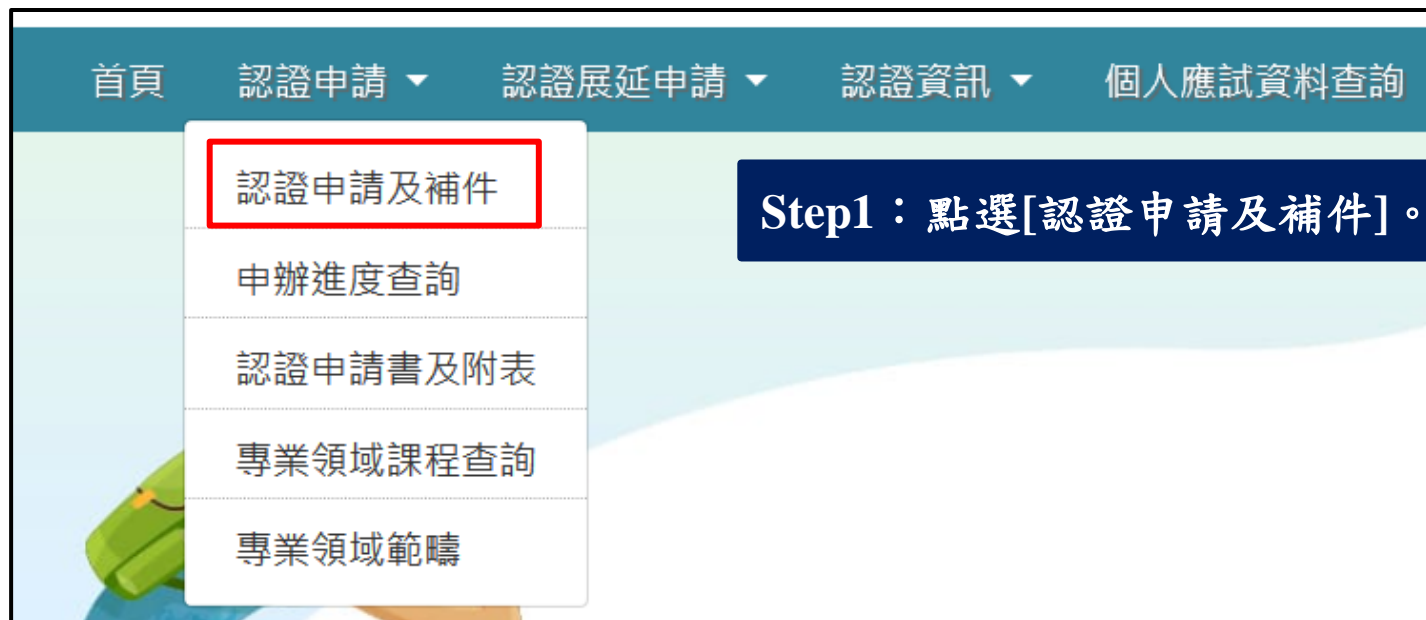 首頁 認證申請 認證展延申請 認證資訊 個人應試資料查詢
認證申請及補件
Step1：點選[認證申請及補件]。
申辦進度查詢
認證申請書及附表
專業領域課程查詢
專業領域範疇